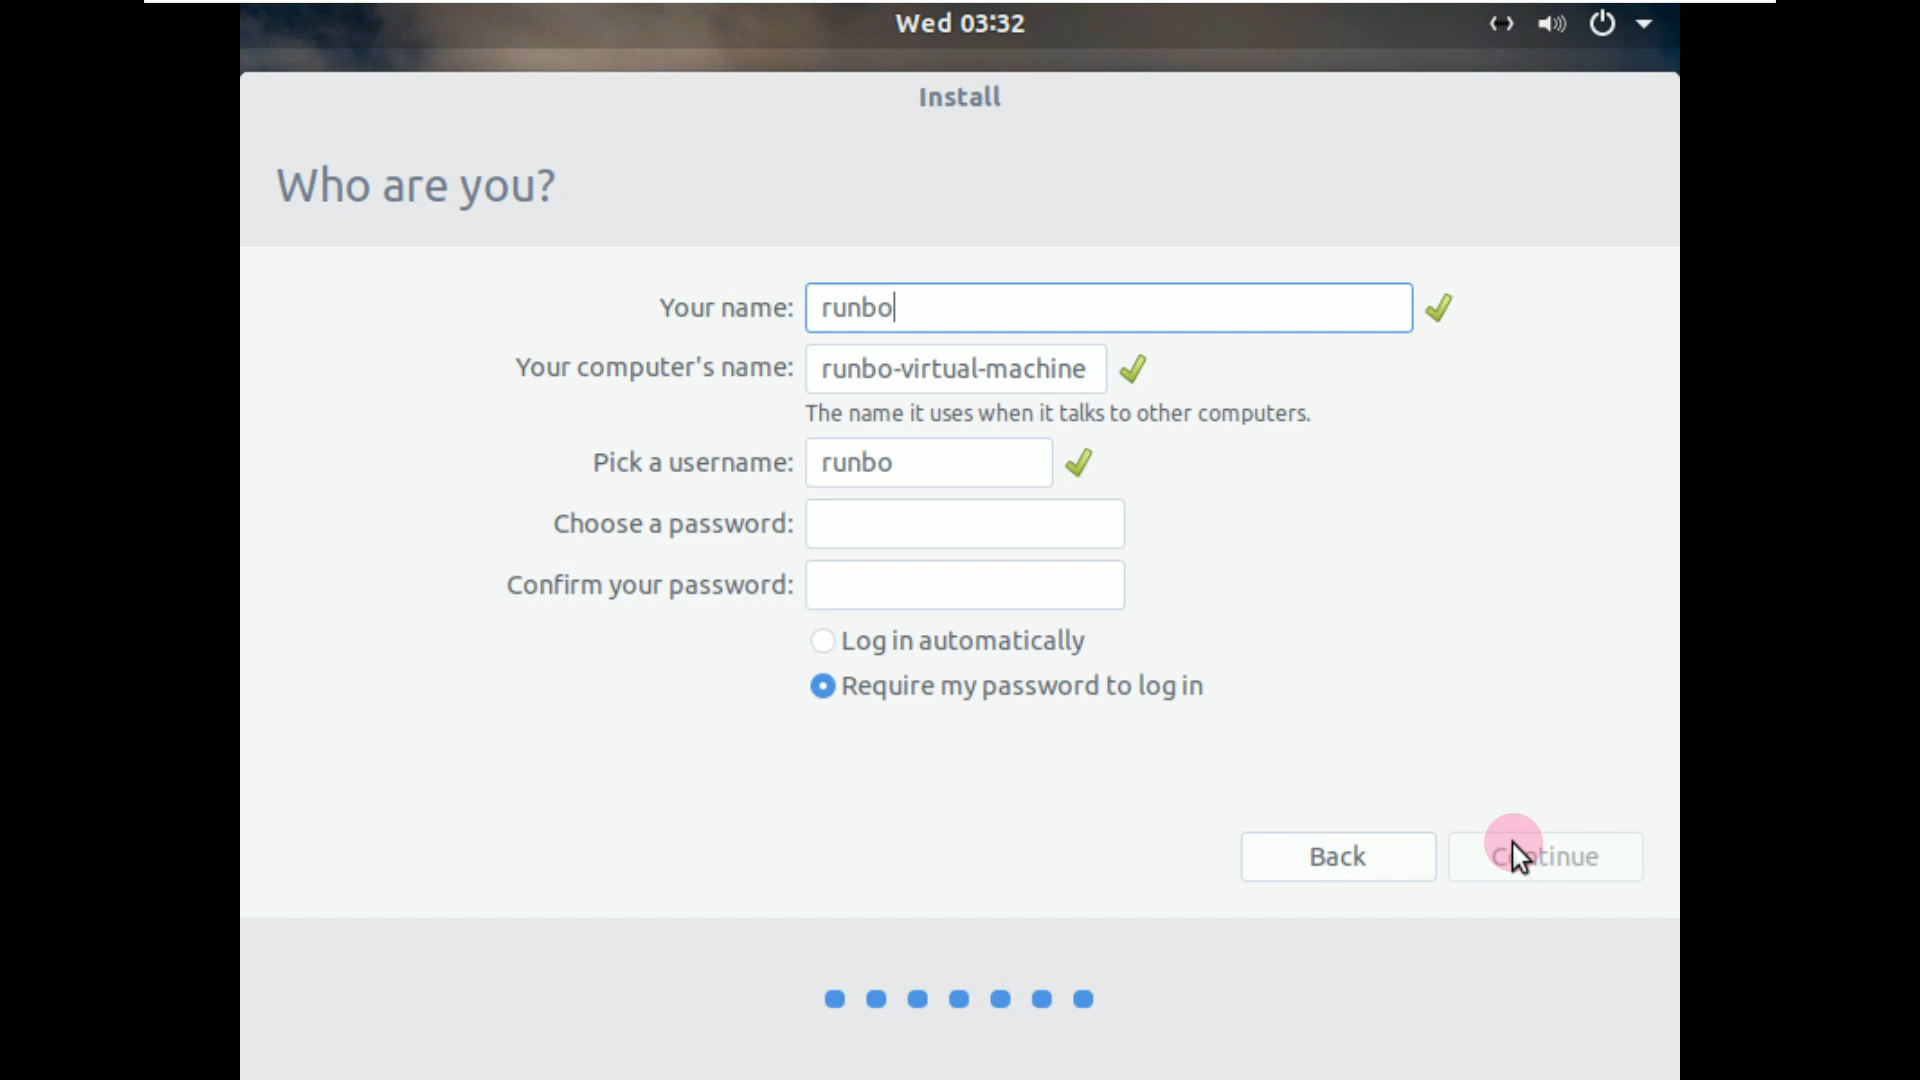 Wed 03:32
Install
Who are you?
Your name: runbo
Your computer's name: runbo-virtual-machine
The name it uses when it talks to other computers.
Pick a username: runbo
Choose a password:
Confirm your password:
Log in automatically
Require my password to log in
Back Continue